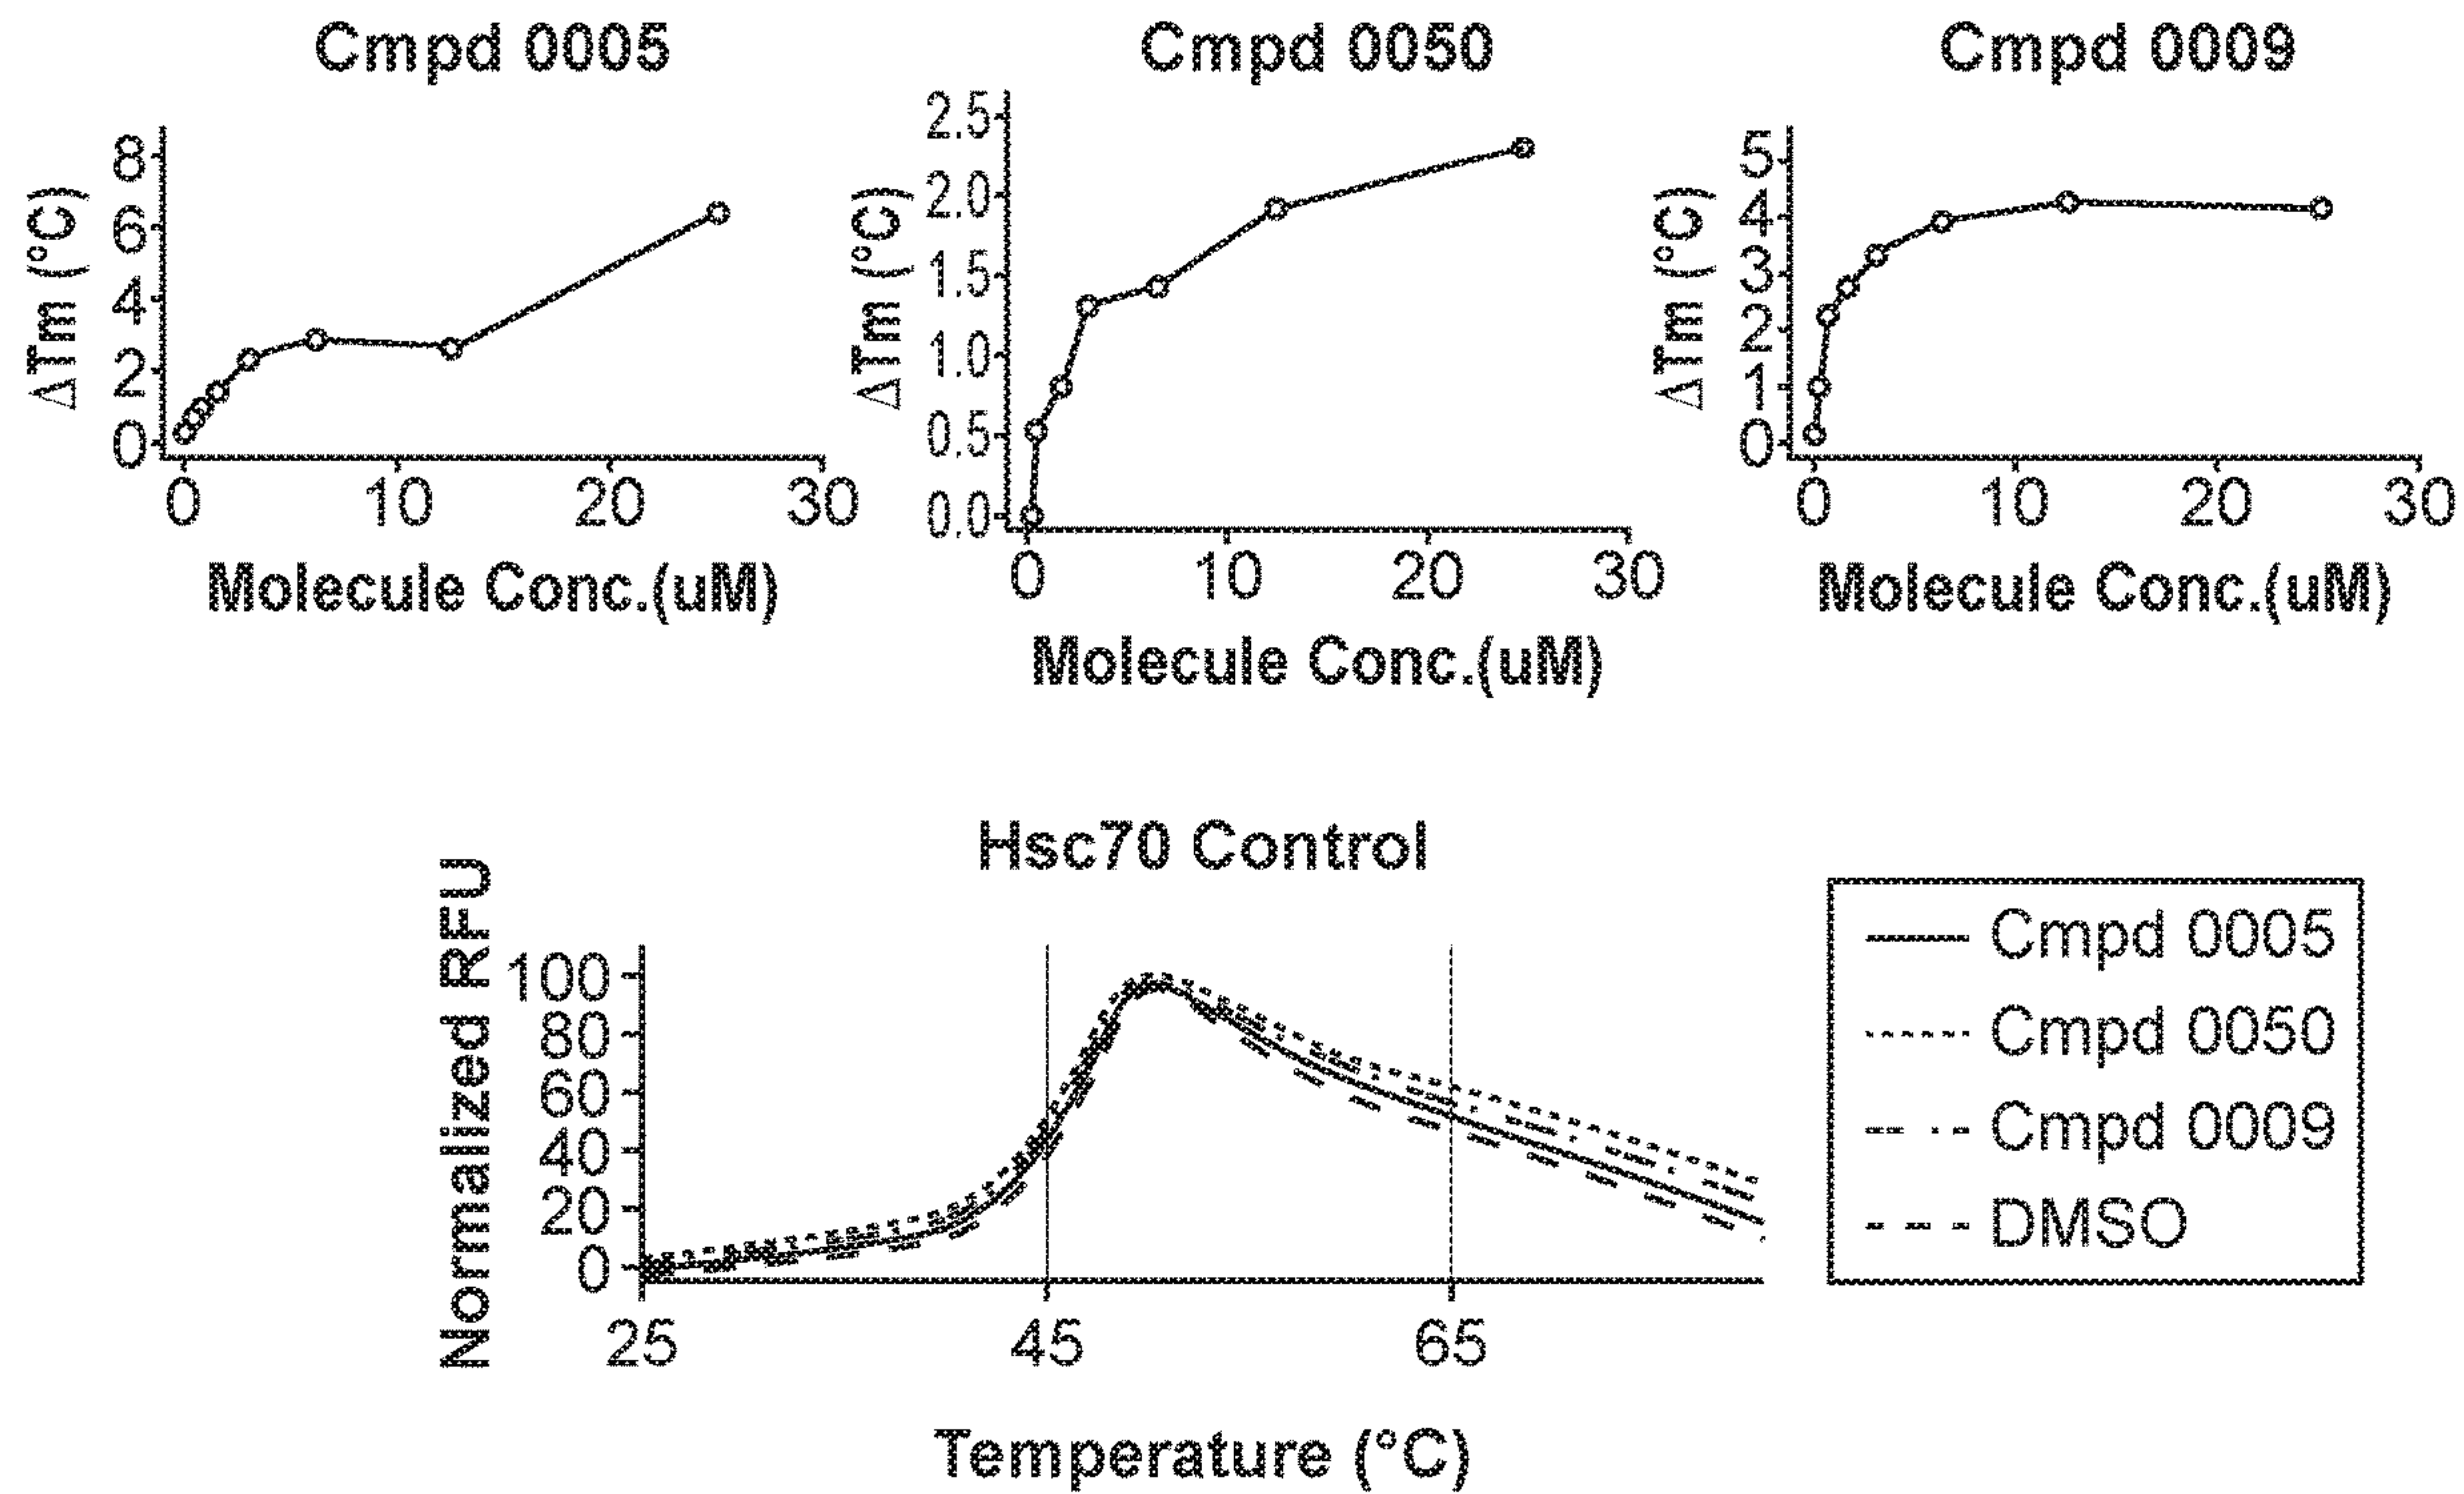 Cmpd 0005
ΔTm (°C)
8
6
4
2
0
0 10 20 30
Molecule Conc.(uM)
Cmpd 0050
ΔTm (°C)
2.5
2.0
1.5
1.0
0.5
0.0
0 10 20 30
Molecule Conc.(uM)
Cmpd 0009
ΔTm (°C)
5
4
3
2
1
0
0 10 20 30
Molecule Conc.(uM)
Hsc70 Control
Normalized RFU
100
80
60
40
20
0
25 45 65
Temperature (°C)
Cmpd 0005
Cmpd 0050
Cmpd 0009
DMSO